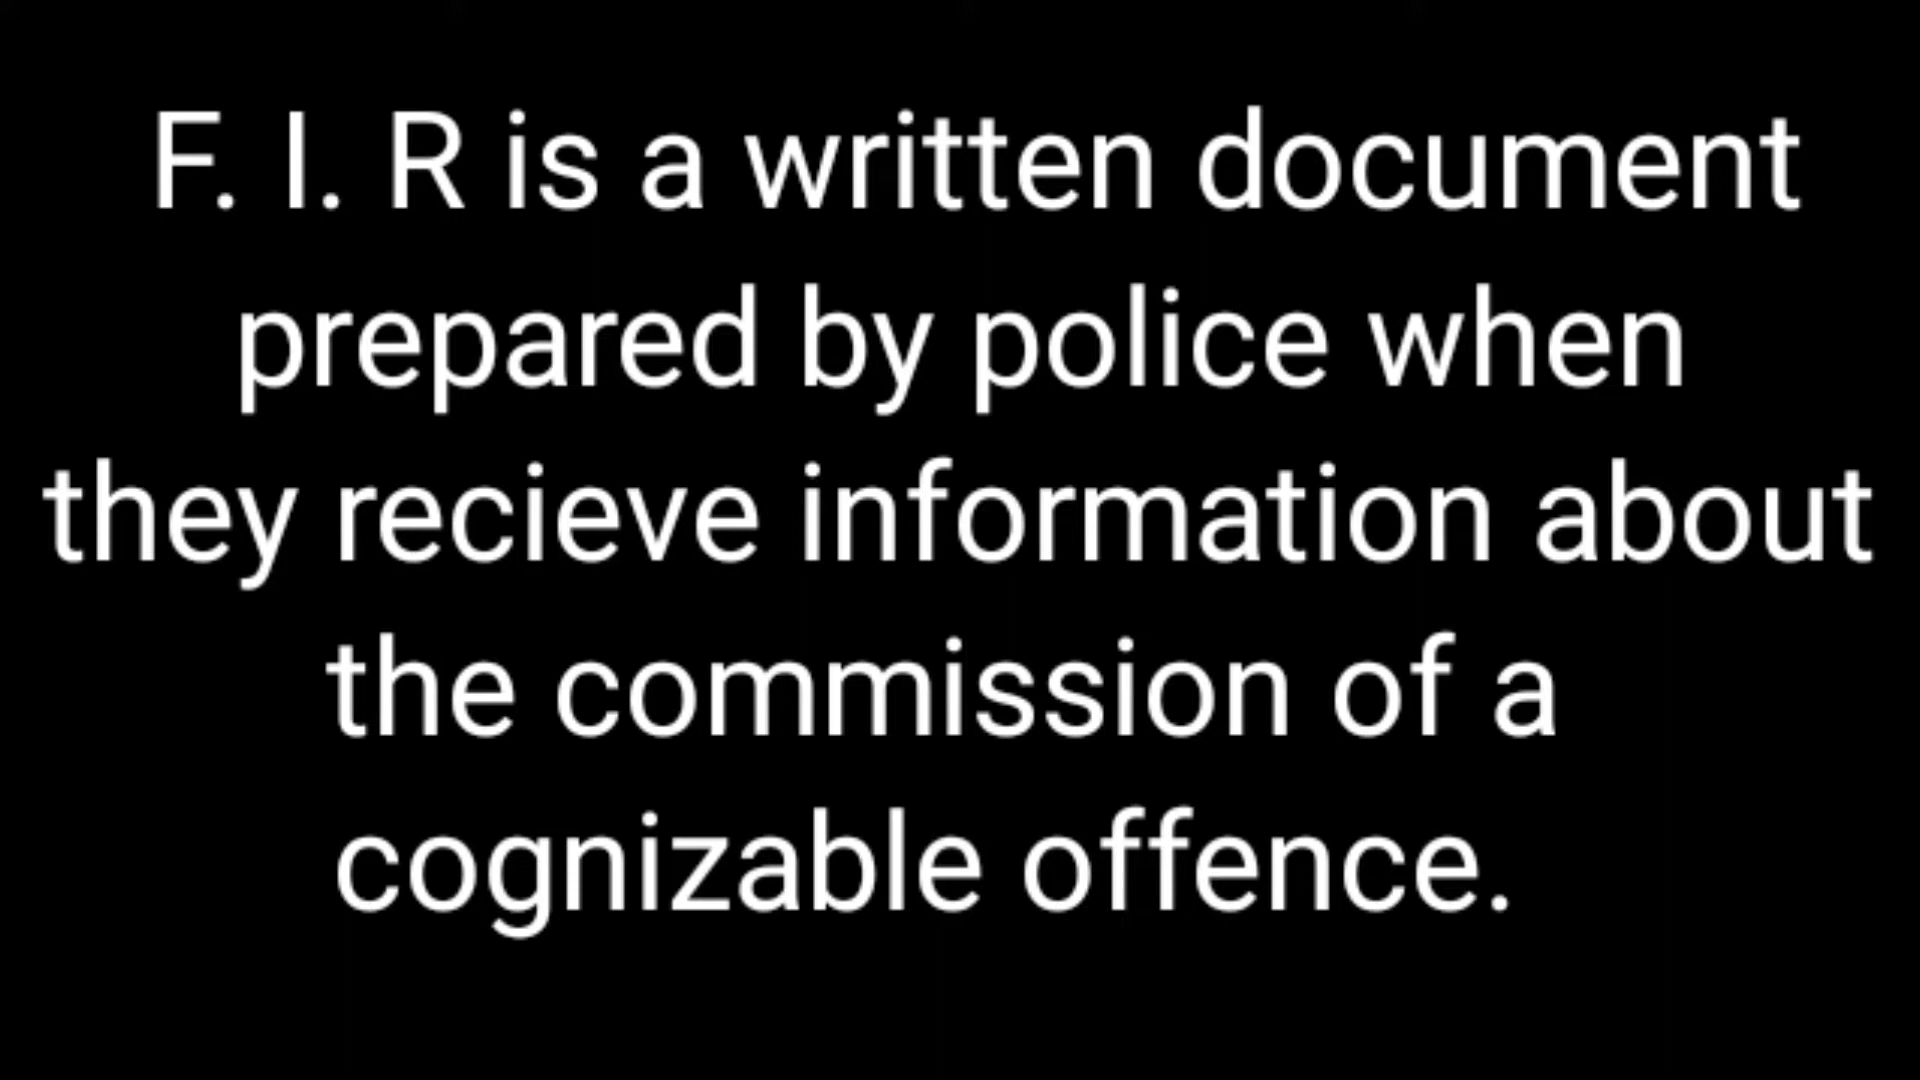 F. I. R is a written document
prepared by police when
they recieve information about
the commission of a
cognizable offence.